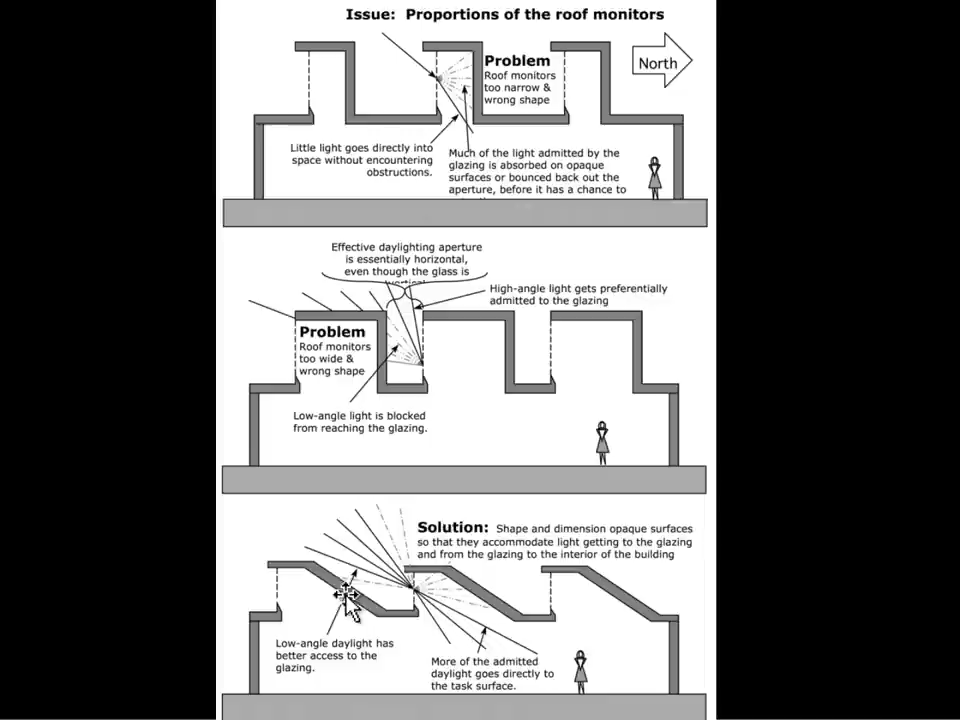 Issue: Proportions of the roof monitors
Problem
Roof monitors
too narrow &
wrong shape
North
Little light goes directly into
space without encountering
obstructions.
Much of the light admitted by the
glazing is absorbed on opaque
surfaces or bounced back out the
aperture, before it has a chance to
Effective daylighting aperture
is essentially horizontal,
even though the glass is
High-angle light gets preferentially
admitted to the glazing
Problem
Roof monitors
too wide &
wrong shape
Low-angle light is blocked
from reaching the glazing.
Solution: Shape and dimension opaque surfaces
so that they accommodate light getting to the glazing
and from the glazing to the interior of the building
Low-angle daylight has
better access to the
glazing.
More of the admitted
daylight goes directly to
the task surface.